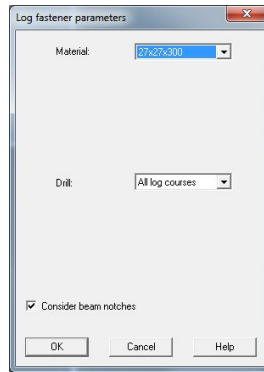 Log fastener parameters
Material: 27x27x300
Drill: All log courses
Consider beam notches
OK Cancel Help